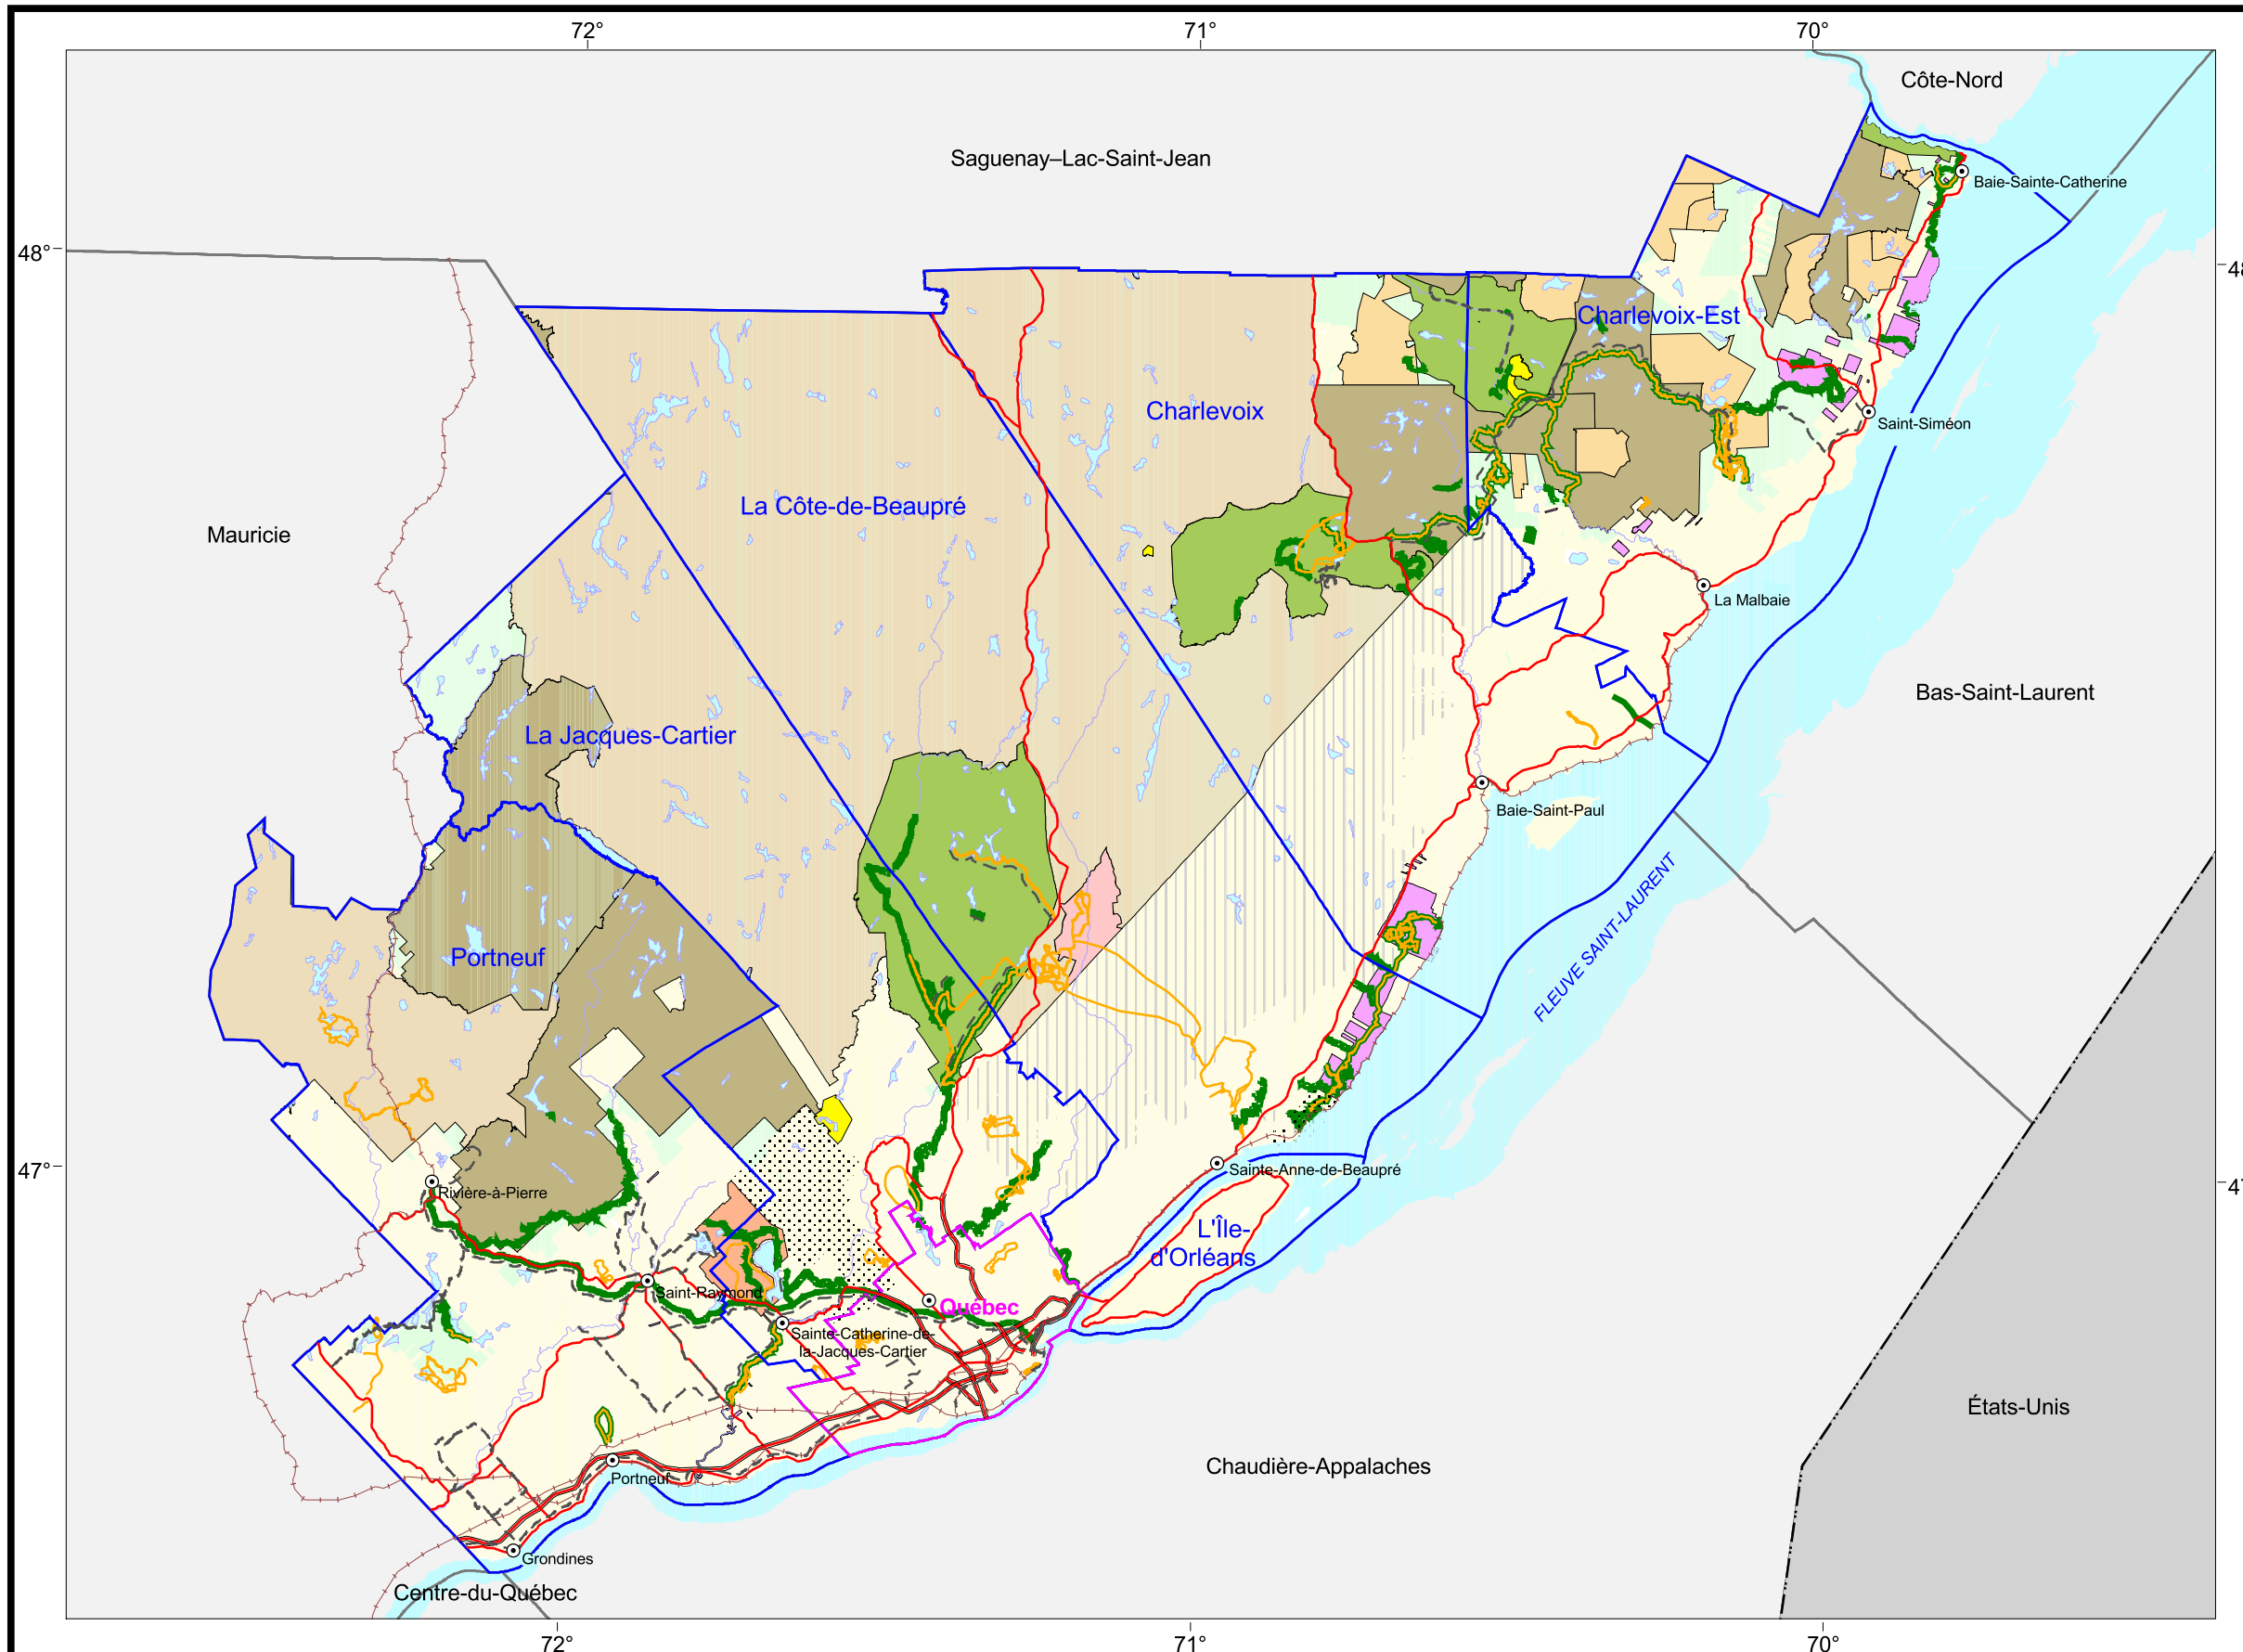 72°
71°
70°
Côte-Nord
Saguenay–Lac-Saint-Jean
Baie-Sainte-Catherine
48°
48
Charlevoix-Est
Charlevoix
Saint-Siméon
La Côte-de-Beaupré
Mauricie
La Malbaie
Bas-Saint-Laurent
La Jacques-Cartier
Baie-Saint-Paul
FLEUVE SAINT-LAURENT
Portneuf
47°
Sainte-Anne-de-Beaupré
47
Rivière-à-Pierre
L'Île-
d'Orléans
Saint-Raymond
Québec
Sainte-Catherine-de-
la-Jacques-Cartier
États-Unis
Chaudière-Appalaches
Portneuf
Grondines
Centre-du-Québec
72°
71°
70°